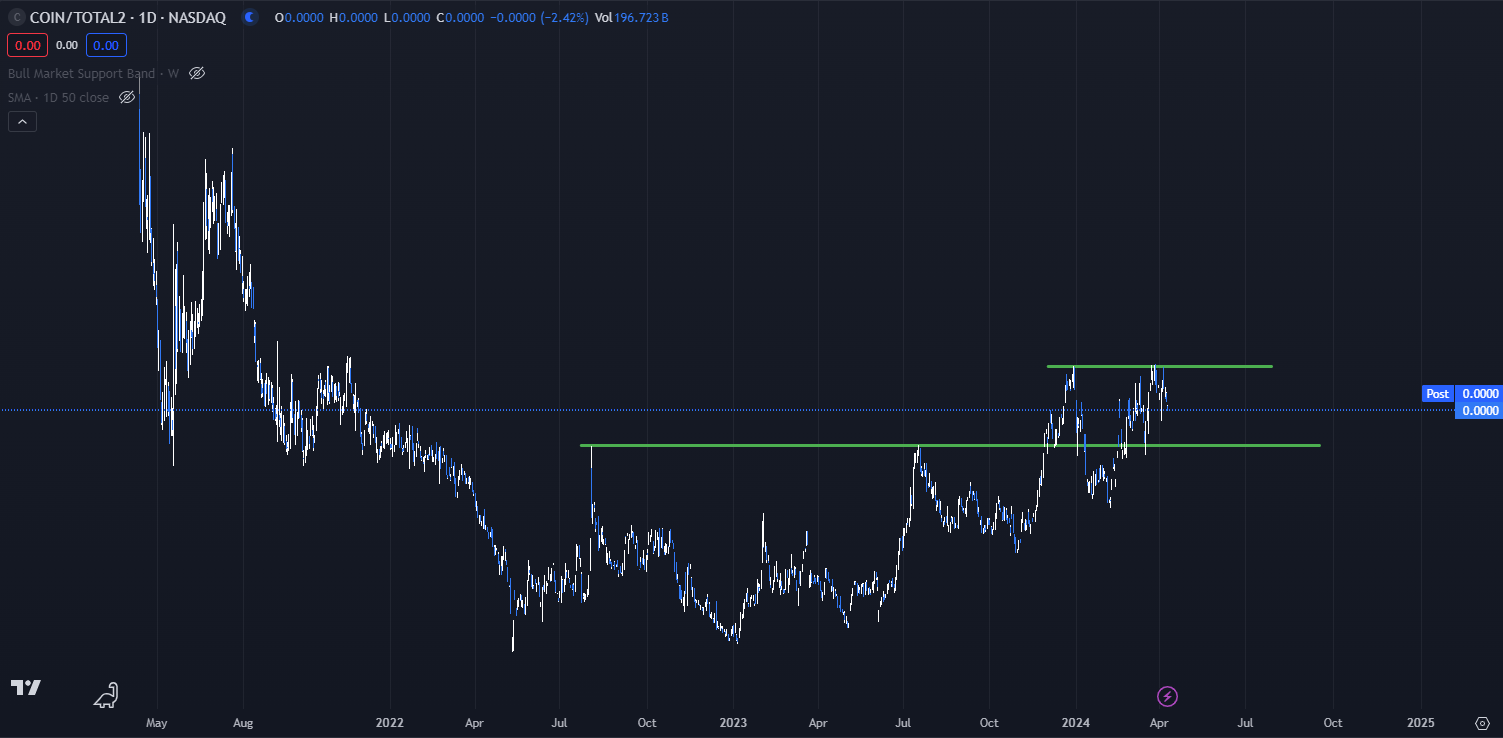 C COIN/TOTAL2 · 1D · NASDAQ O0.0000 H0.0000 L0.0000 C0.0000 −0.0000 (−2.42%) Vol196.723B
0.00 0.00 0.00
Bull Market Support Band · W
SMA · 1D 50 close
Post 0.0000
0.0000
May Aug 2022 Apr Jul Oct 2023 Apr Jul Oct 2024 Apr Jul Oct 2025